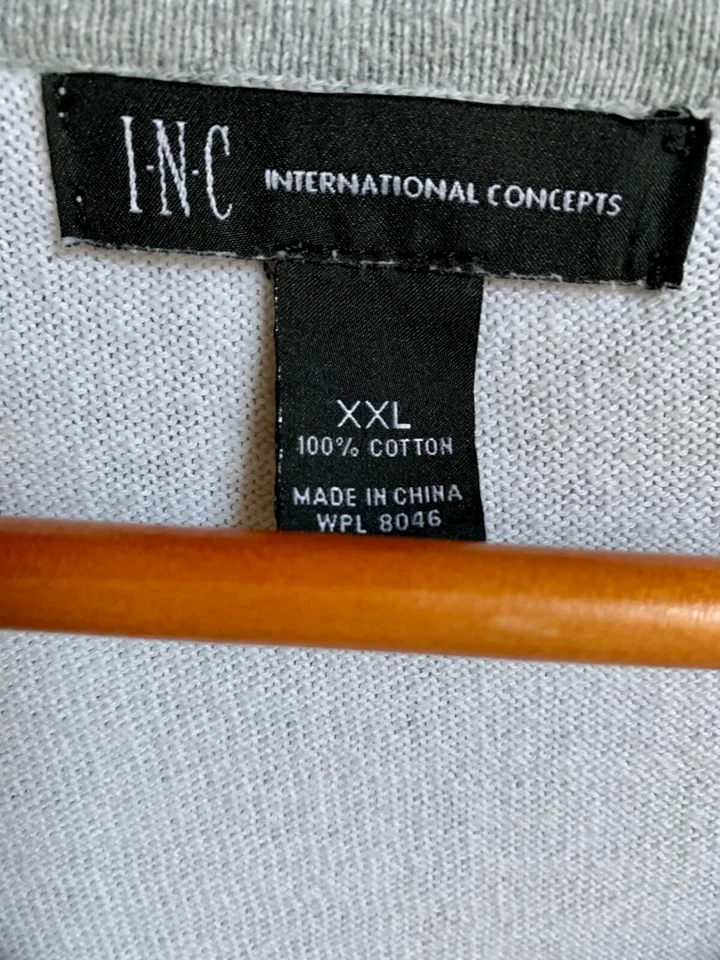 I·N·C INTERNATIONAL CONCEPTS
XXL
100% COTTON
MADE IN CHINA
WPL 8046